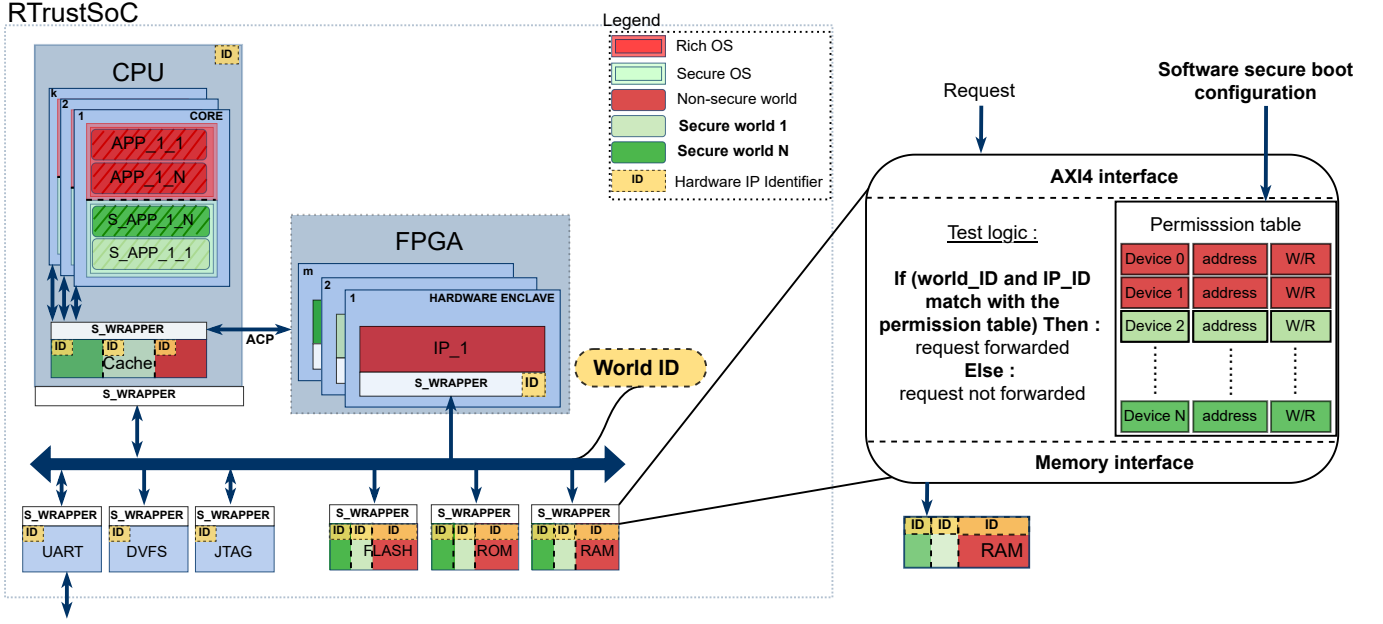 RTrustSoC
Legend
Rich OS
Secure OS
Non-secure world
Secure world 1
Secure world N
ID
Hardware IP Identifier
ID
CPU
k
2
1
CORE
APP_1_1
APP_1_N
S_APP_1_N
S_APP_1_1
S_WRAPPER
ID
ID
ID
Cache
S_WRAPPER
ACP
FPGA
m
2
1
HARDWARE ENCLAVE
IP_1
S_WRAPPER
ID
World ID
S_WRAPPER
ID
UART
S_WRAPPER
ID
DVFS
S_WRAPPER
ID
JTAG
S_WRAPPER
ID ID ID
FLASH
S_WRAPPER
ID ID ID
ROM
S_WRAPPER
ID ID ID
RAM
Request
Software secure boot
configuration
AXI4 interface
Test logic :
If (world_ID and IP_ID
match with the
permission table) Then :
request forwarded
Else :
request not forwarded
Permisssion table
Device 0 address W/R
Device 1 address W/R
Device 2 address W/R
Device N address W/R
Memory interface
ID ID ID
RAM